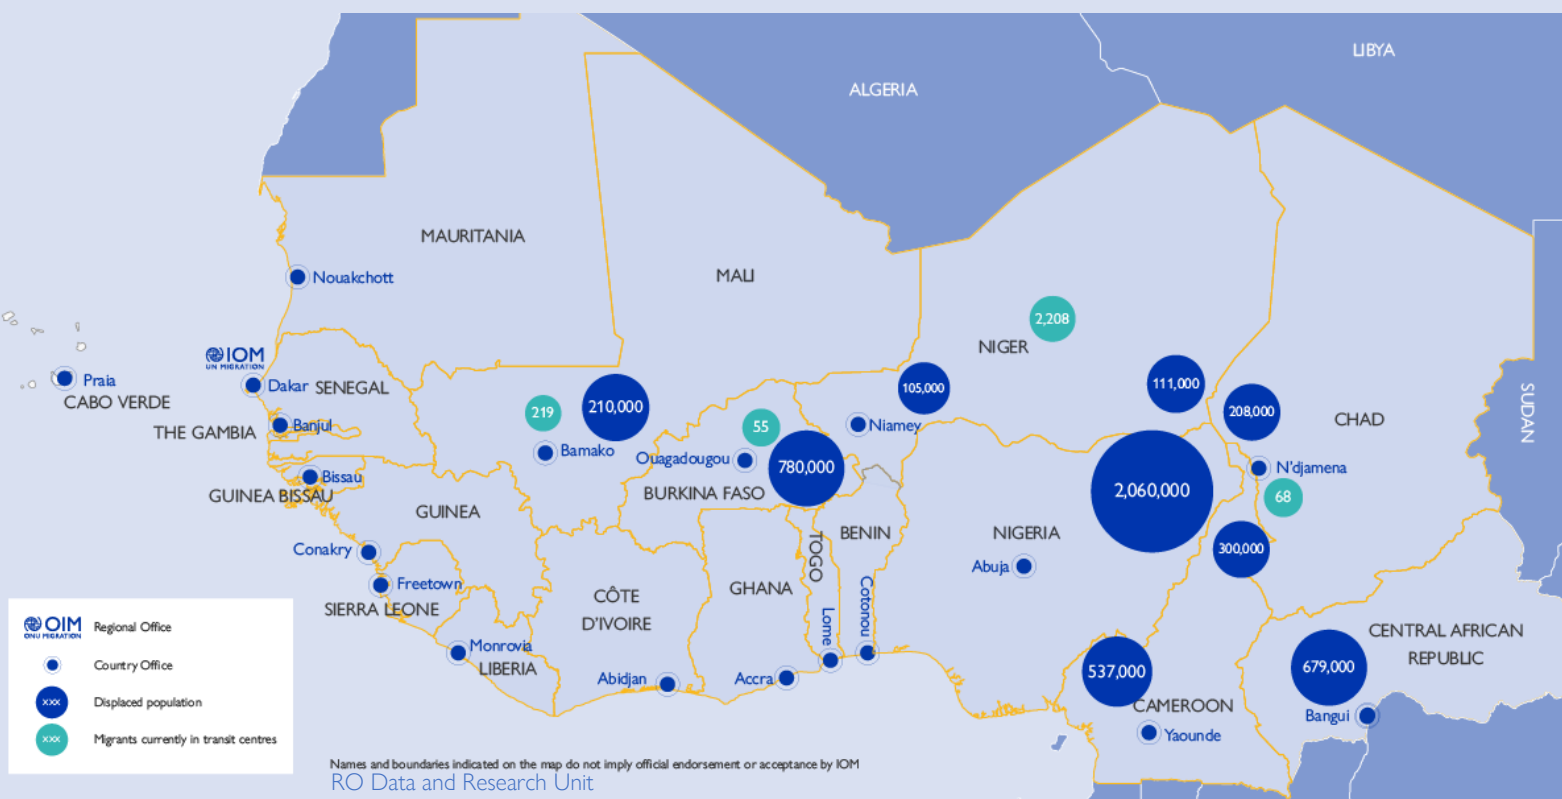 LIBYA
ALGERIA
MAURITANIA
MALI
Nouakchott
2,208
NIGER
IOM
UN MIGRATION
Praia
CABO VERDE
Dakar
SENEGAL
THE GAMBIA
Banjul
219
210,000
Bamako
55
780,000
Ouagadougou
BURKINA FASO
105,000
Niamey
111,000
208,000
CHAD
SUDAN
N'djamena
68
2,060,000
300,000
Bissau
GUINEA BISSAU
GUINEA
BENIN
NIGERIA
Abuja
Conakry
Freetown
SIERRA LEONE
CÔTE
D'IVOIRE
GHANA
TOGO
Lome
Cotonou
Monrovia
LIBERIA
Abidjan
Accra
537,000
CAMEROON
Yaounde
CENTRAL AFRICAN
REPUBLIC
679,000
Bangui
OIM
ONU MIGRATION
Regional Office
Country Office
xxx
Displaced population
xxx
Migrants currently in transit centres
Names and boundaries indicated on the map do not imply official endorsement or acceptance by IOM
RO Data and Research Unit